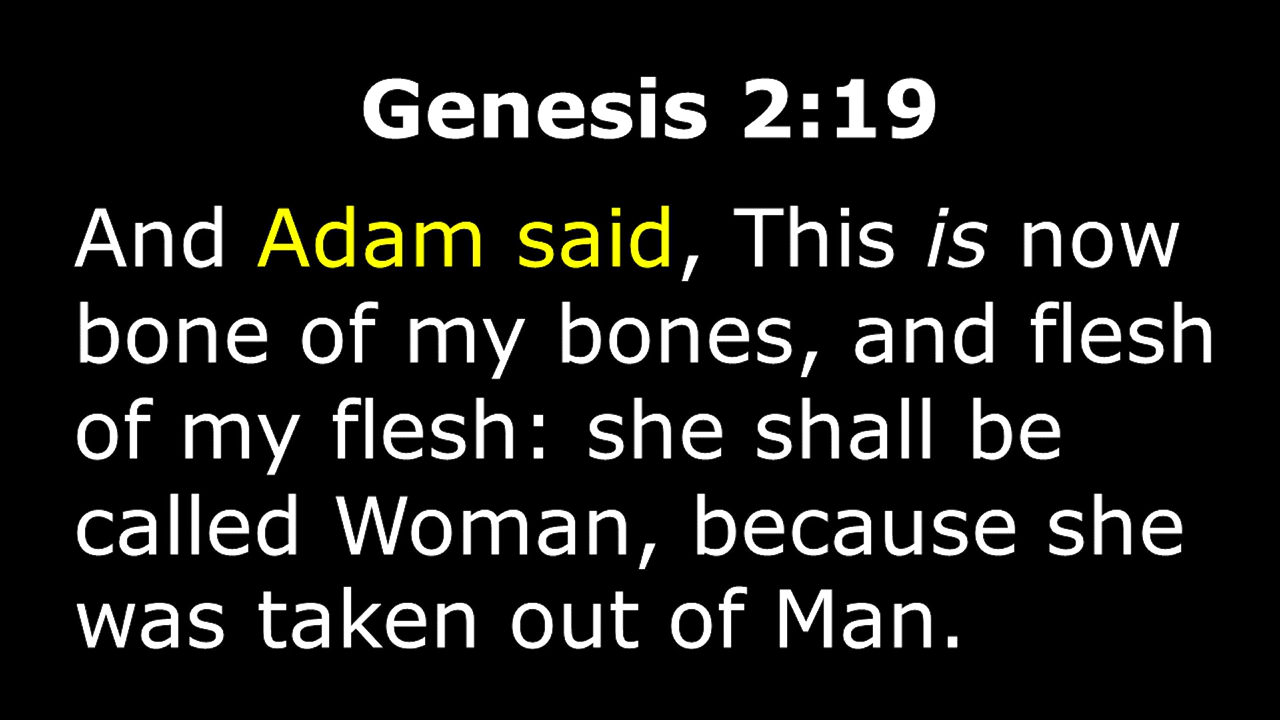 Genesis 2:19
And Adam said, This is now
bone of my bones, and flesh
of my flesh: she shall be
called Woman, because she
was taken out of Man.